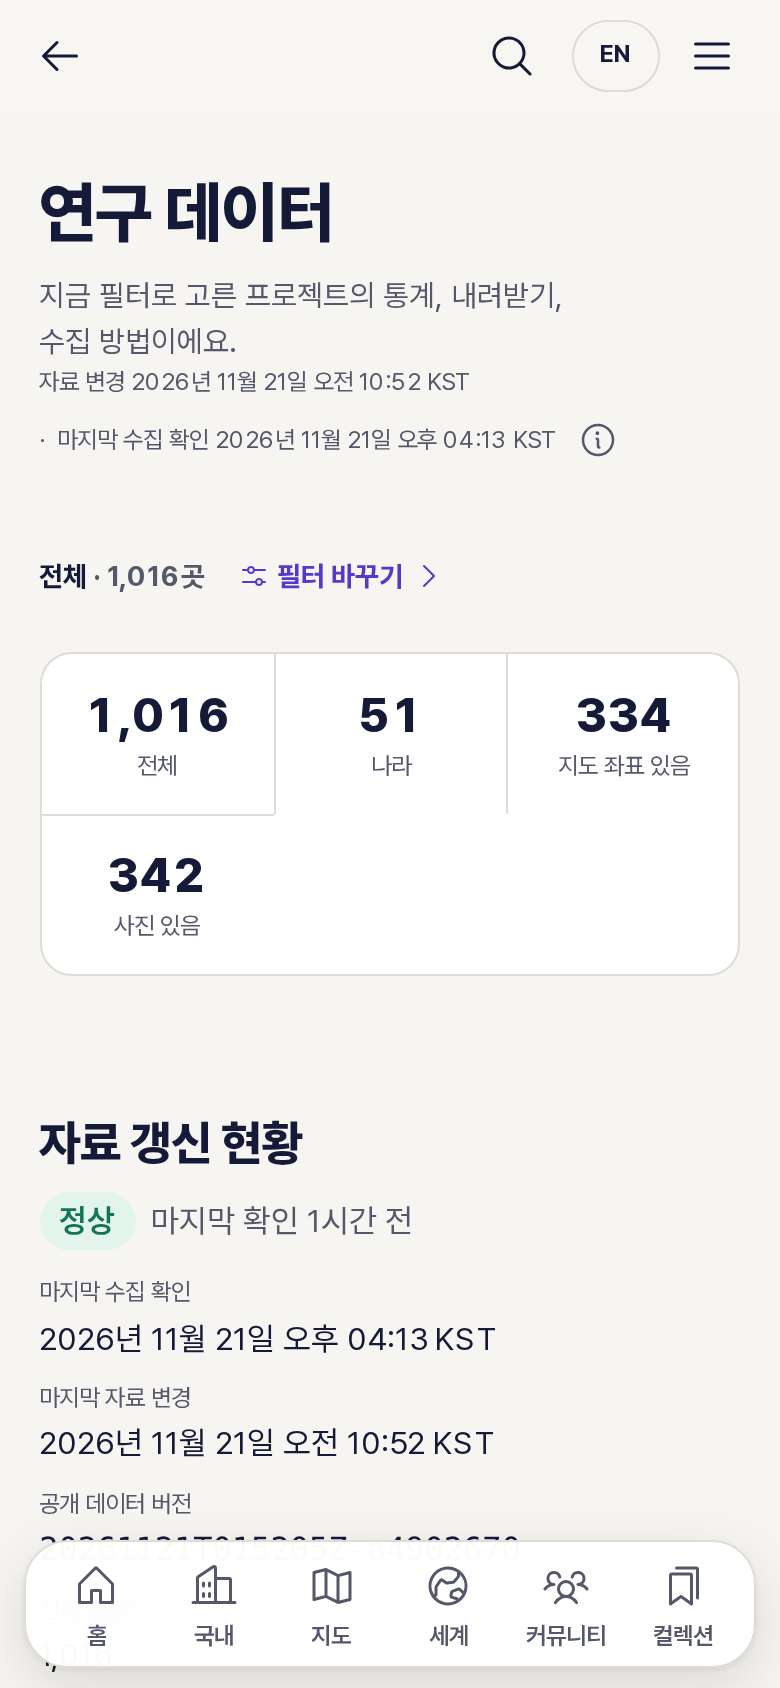 EN
연구 데이터
지금 필터로 고른 프로젝트의 통계, 내려받기,
수집 방법이에요.
자료 변경 2026년 11월 21일 오전 10:52 KST
· 마지막 수집 확인 2026년 11월 21일 오후 04:13 KST
전체 · 1,016곳 필터 바꾸기
1,016 51 334
전체 나라 지도 좌표 있음
342
사진 있음
자료 갱신 현황
정상 마지막 확인 1시간 전
마지막 수집 확인
2026년 11월 21일 오후 04:13 KST
마지막 자료 변경
2026년 11월 21일 오전 10:52 KST
공개 데이터 버전
홈 국내 지도 세계 커뮤니티 컬렉션